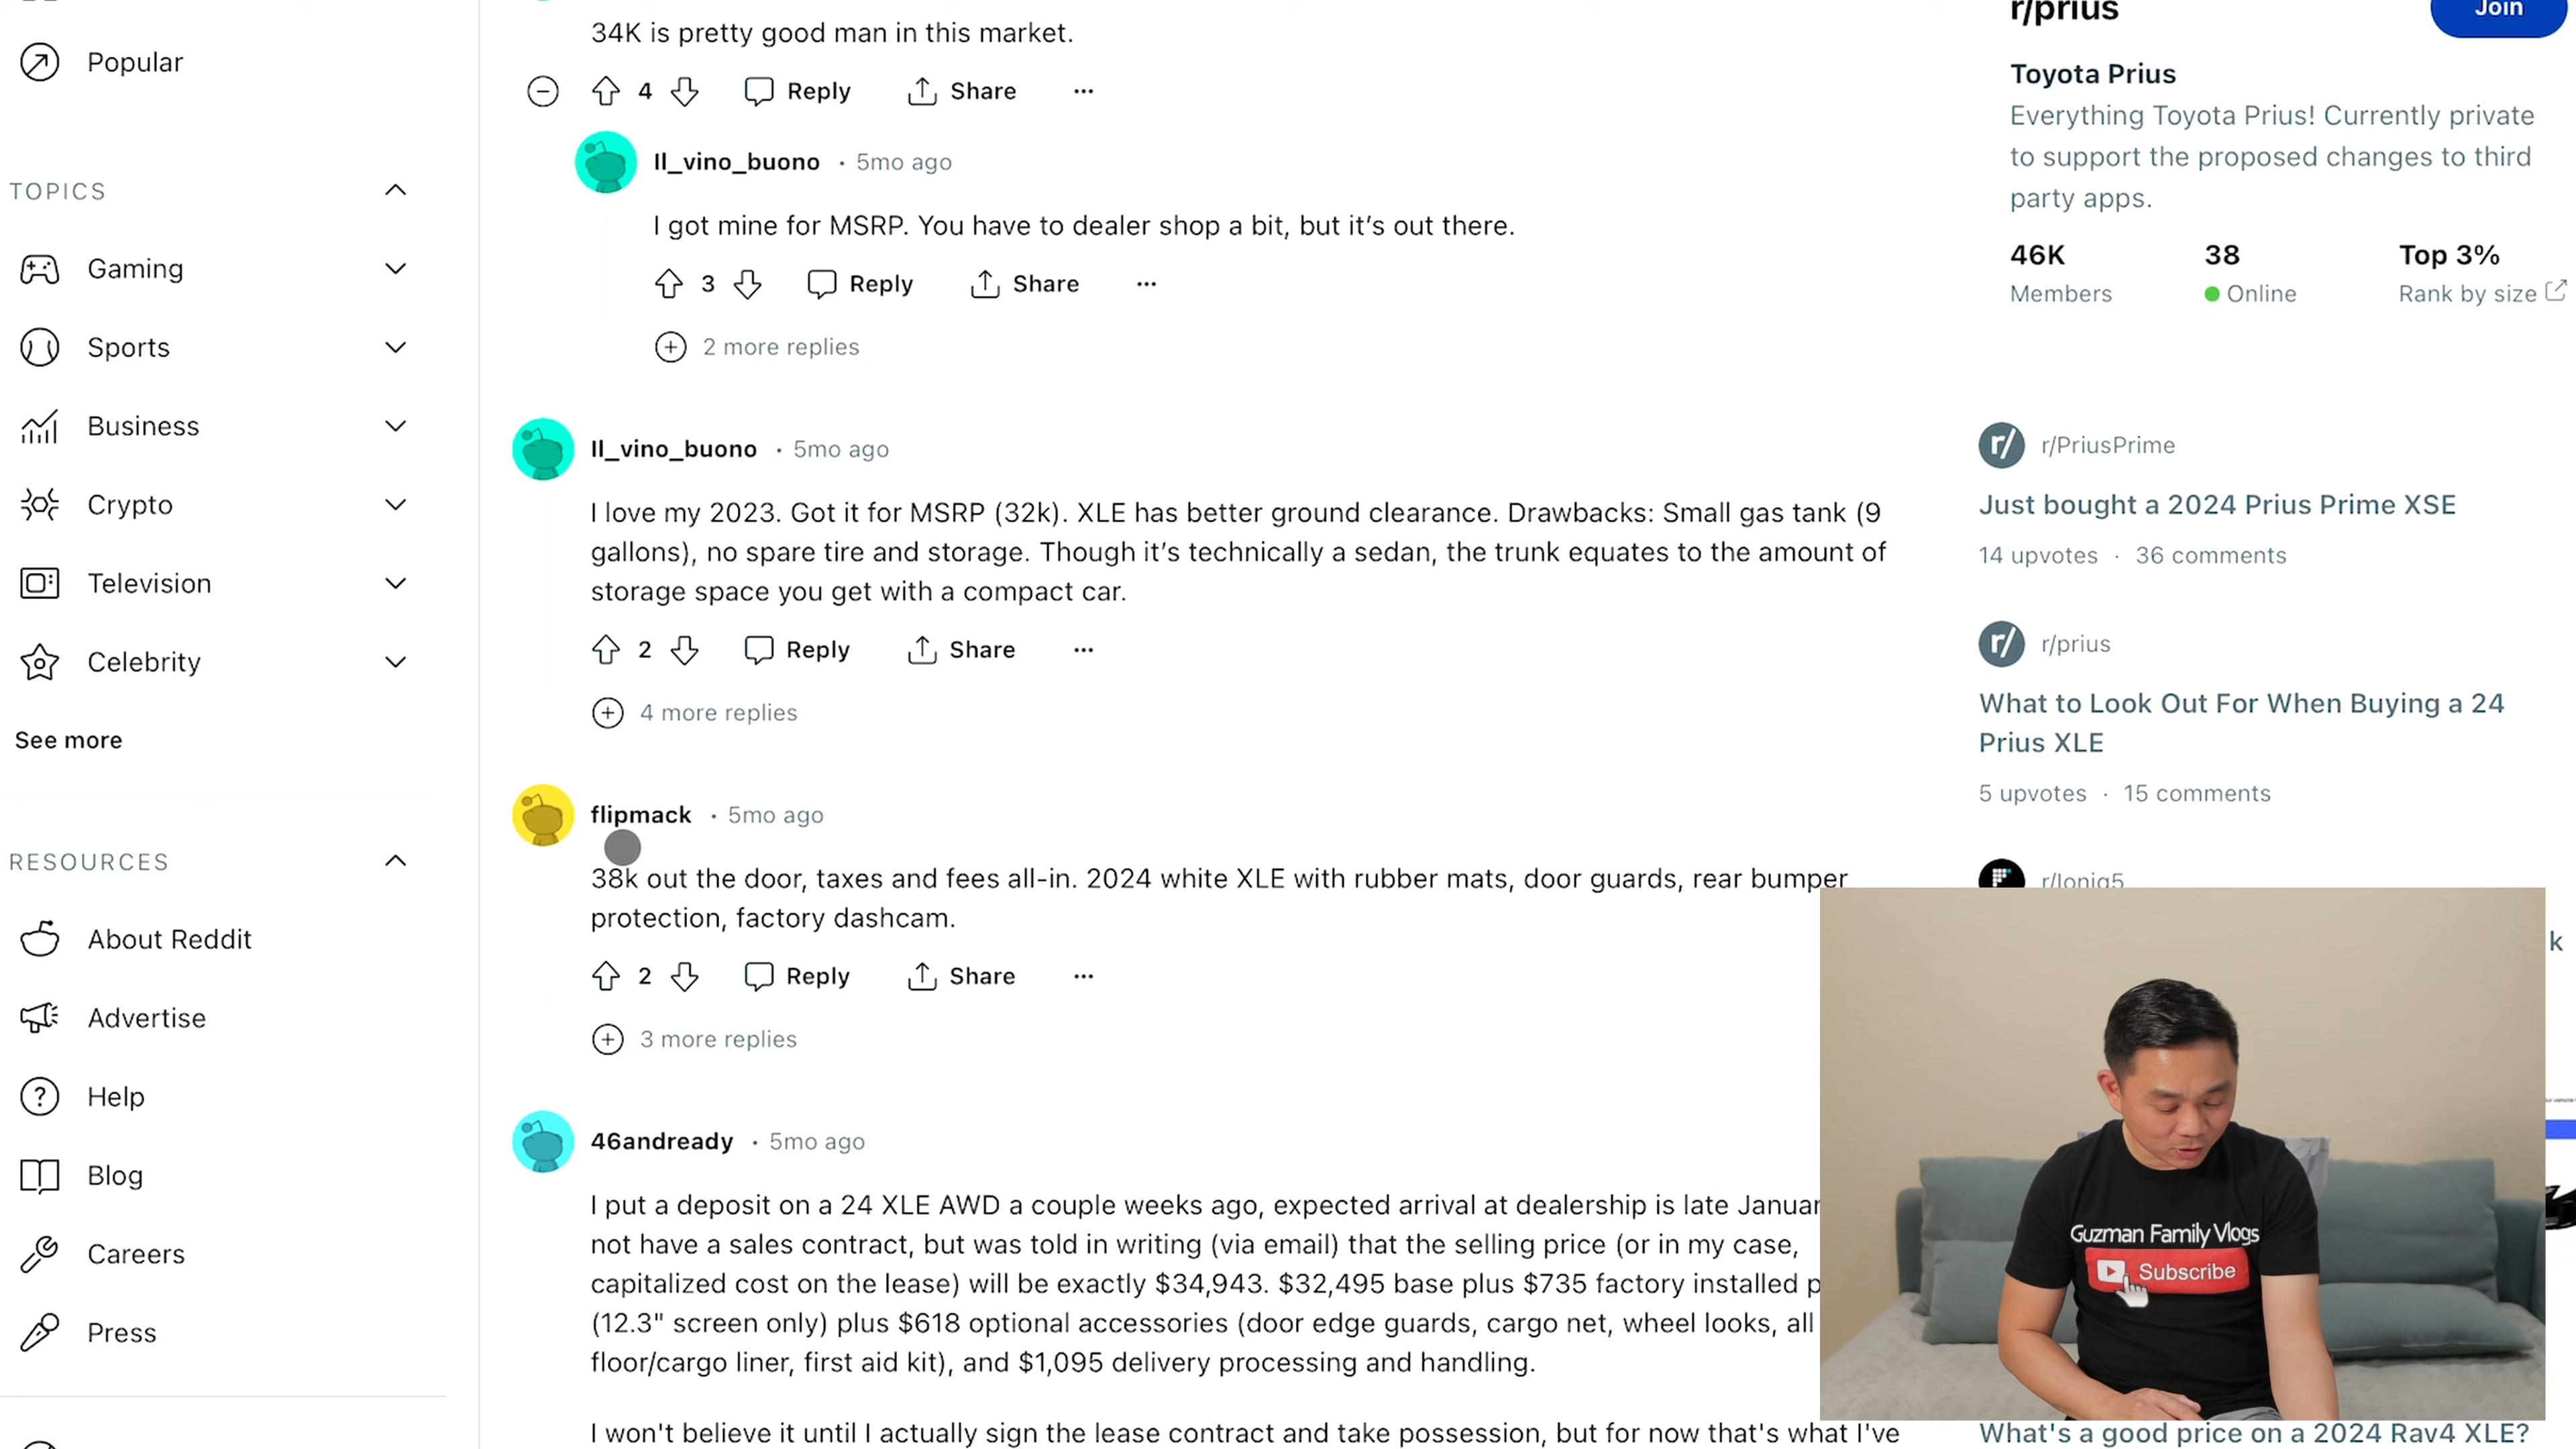 Popular
TOPICS
Gaming
Sports
Business
Crypto
Television
Celebrity
See more
RESOURCES
About Reddit
Advertise
Help
Blog
Careers
Press
34K is pretty good man in this market.
4 Reply Share ...
Il_vino_buono • 5mo ago
I got mine for MSRP. You have to dealer shop a bit, but it's out there.
3 Reply Share ...
2 more replies
Il_vino_buono • 5mo ago
I love my 2023. Got it for MSRP (32k). XLE has better ground clearance. Drawbacks: Small gas tank (9
gallons), no spare tire and storage. Though it's technically a sedan, the trunk equates to the amount of
storage space you get with a compact car.
2 Reply Share ...
4 more replies
flipmack • 5mo ago
38k out the door, taxes and fees all-in. 2024 white XLE with rubber mats, door guards, rear bumper
protection, factory dashcam.
2 Reply Share ...
3 more replies
46andready • 5mo ago
I put a deposit on a 24 XLE AWD a couple weeks ago, expected arrival at dealership is late
not have a sales contract, but was told in writing (via email) that the selling price (or in my case,
capitalized cost on the lease) will be exactly $34,943. $32,495 base plus $735 factory installed
(12.3" screen only) plus $618 optional accessories (door edge guards, cargo net, wheel looks, all
floor/cargo liner, first aid kit), and $1,095 delivery processing and handling.
I won't believe it until I actually sign the lease contract and take possession, but for now that's what I've
r/prius
Join
Toyota Prius
Everything Toyota Prius! Currently private
to support the proposed changes to third
party apps.
46K 38 Top 3%
Members Online Rank by size
r/PriusPrime
Just bought a 2024 Prius Prime XSE
14 upvotes · 36 comments
r/prius
What to Look Out For When Buying a 24
Prius XLE
5 upvotes · 15 comments
r/Ioniq5
k
Guzman Family Vlogs
Subscribe
What's a good price on a 2024 Rav4 XLE?